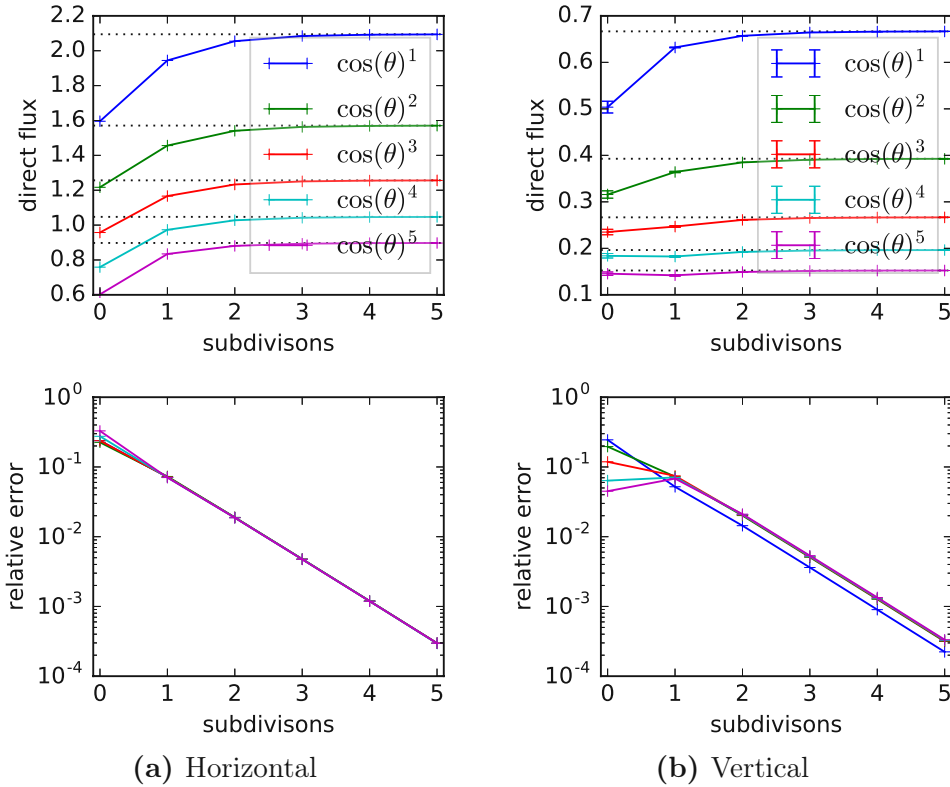 2.2
2.0
1.8
1.6
1.4
1.2
1.0
0.8
0.6
direct flux
cos(θ)^1
cos(θ)^2
cos(θ)^3
cos(θ)^4
cos(θ)^5
0 1 2 3 4 5
subdivisons
0.7
0.6
0.5
0.4
0.3
0.2
0.1
direct flux
cos(θ)^1
cos(θ)^2
cos(θ)^3
cos(θ)^4
cos(θ)^5
0 1 2 3 4 5
subdivisons
10^0
10^-1
10^-2
10^-3
10^-4
relative error
0 1 2 3 4 5
subdivisons
10^0
10^-1
10^-2
10^-3
10^-4
relative error
0 1 2 3 4 5
subdivisons
(a) Horizontal
(b) Vertical